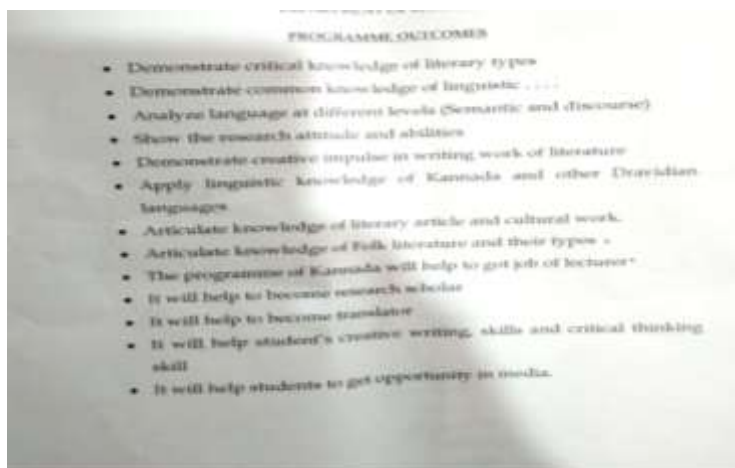 PROGRAMME OUTCOMES
• Demonstrate critical knowledge of literary types
• Demonstrate common knowledge of linguistic . . . .
• Analyze language at different levels (Semantic and discourse)
• Show the research attitude and abilities
• Demonstrate creative impulse in writing work of literature
• Apply linguistic knowledge of Kannada and other Dravidian
languages
• Articulate knowledge of literary article and cultural work.
• Articulate knowledge of Folk literature and their types .
• The programme of Kannada will help to got job of lecturer
• It will help to become research scholar
• It will help to become translator
• It will help student's creative writing, skills and critical thinking
skill
• It will help students to get opportunity in media.